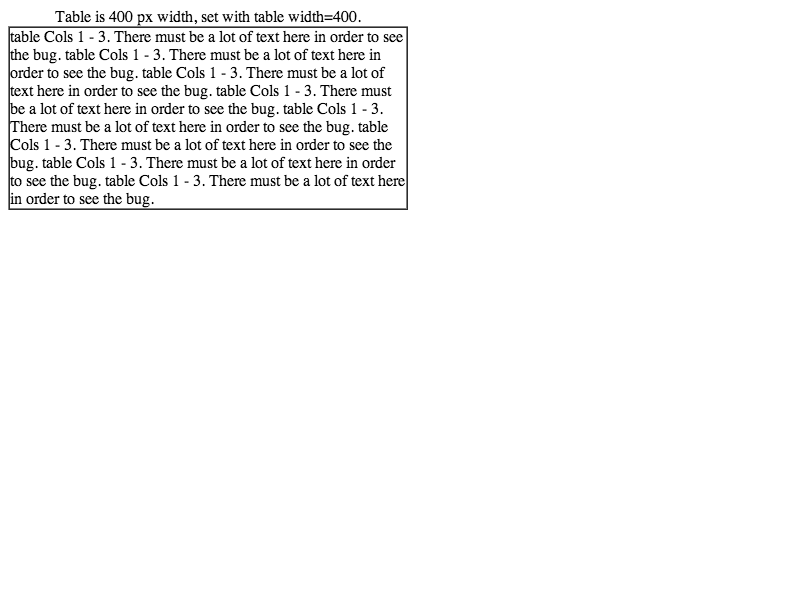 Table is 400 px width, set with table width=400.
table Cols 1 - 3. There must be a lot of text here in order to see
the bug. table Cols 1 - 3. There must be a lot of text here in
order to see the bug. table Cols 1 - 3. There must be a lot of
text here in order to see the bug. table Cols 1 - 3. There must
be a lot of text here in order to see the bug. table Cols 1 - 3.
There must be a lot of text here in order to see the bug. table
Cols 1 - 3. There must be a lot of text here in order to see the
bug. table Cols 1 - 3. There must be a lot of text here in order
to see the bug. table Cols 1 - 3. There must be a lot of text here
in order to see the bug.